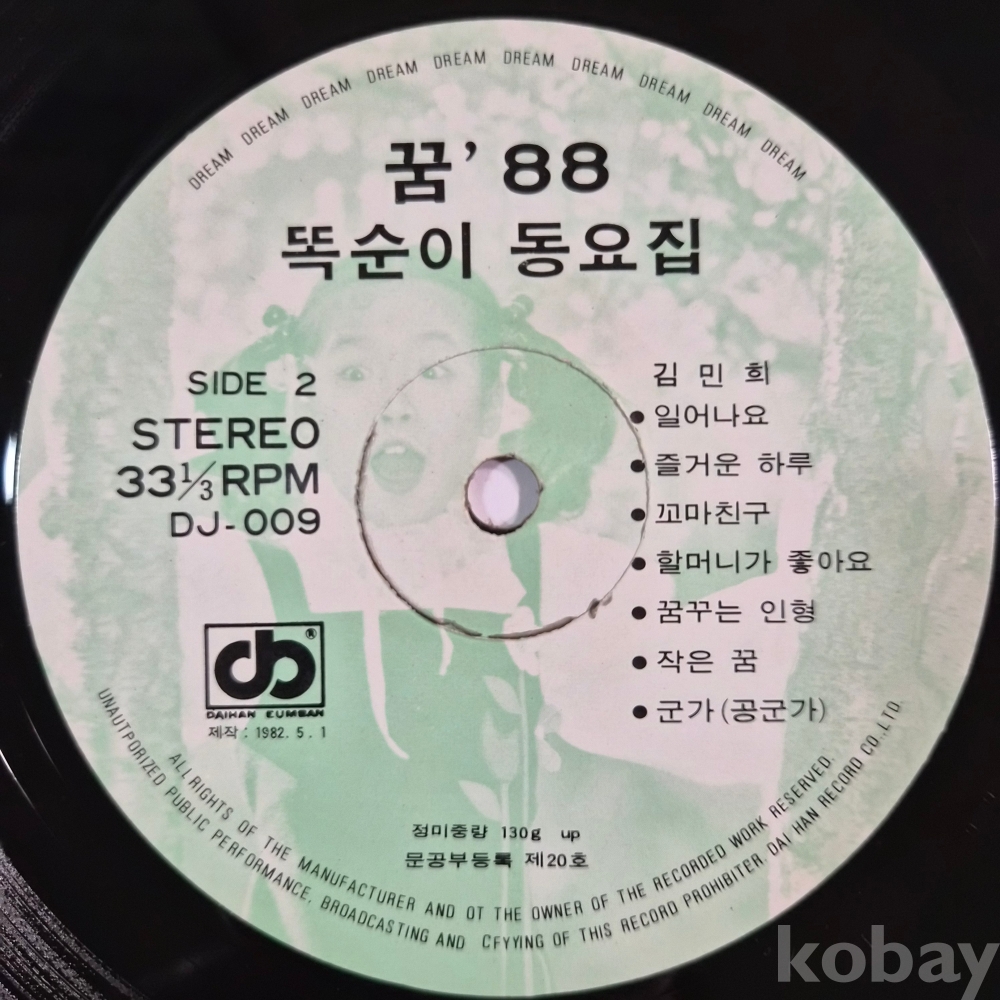 DREAM DREAM DREAM DREAM DREAM DREAM DREAM DREAM DREAM DREAM
꿈' 88
똑순이 동요집
SIDE 2
STEREO
33⅓ RPM
DJ-009
김민희
• 일어나요
• 즐거운 하루
• 꼬마친구
• 할머니가 좋아요
• 꿈꾸는 인형
• 작은 꿈
• 군가 (공군가)
db®
DAIHAN EUMBAN
제작 : 1982. 5. 1
정미중량 130g up
문공부등록 제20호
ALL RIGHTS OF THE MANUFACTURER AND OT THE OWNER OF THE RECORDED WORK RESERVED.
UNAUTPORIZED PUBLIC PERFORMANCE, BROADCASTING AND CFYYING OF THIS RECORD PROHIBITER. DAI HAN RECORD CO., LTD.
kobay